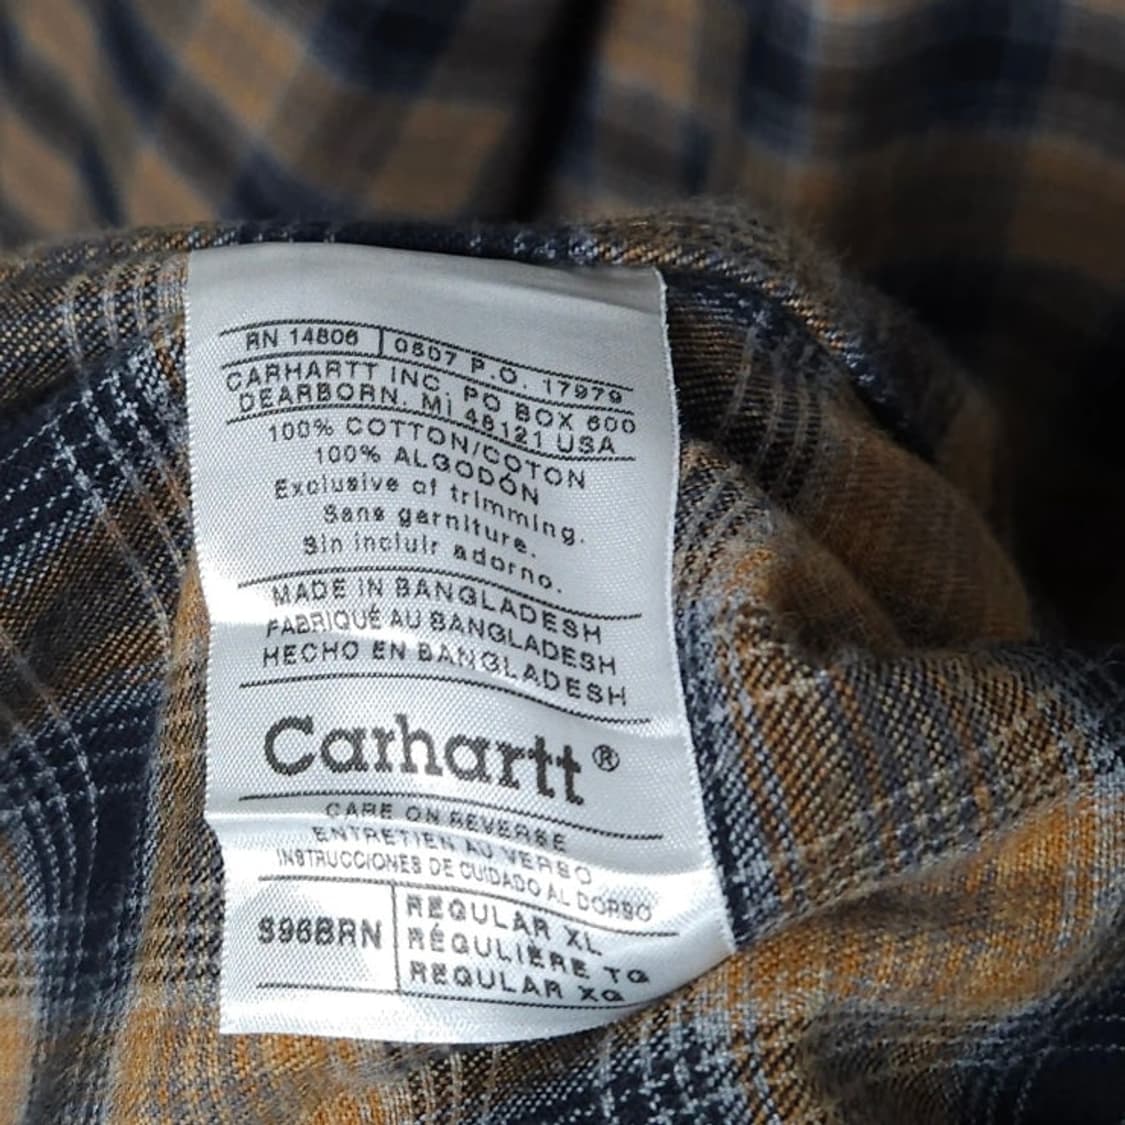 RN 14806 0807 P.O. 17979
CARHARTT INC. PO BOX 600
DEARBORN. Mi 48121 USA
100% COTTON/COTON
100% ALGODÓN
Exclusive of trimming.
Sans garniture.
Sin incluir adorno.
MADE IN BANGLADESH
FABRIQUÉ AU BANGLADESH
HECHO EN BANGLADESH
Carhartt®
CARE ON REVERSE
ENTRETIEN AU VERSO
INSTRUCCIONES DE CUIDADO AL DORSO
S96BRN
REGULAR XL
RÉGULIÈRE TG
REGULAR XG